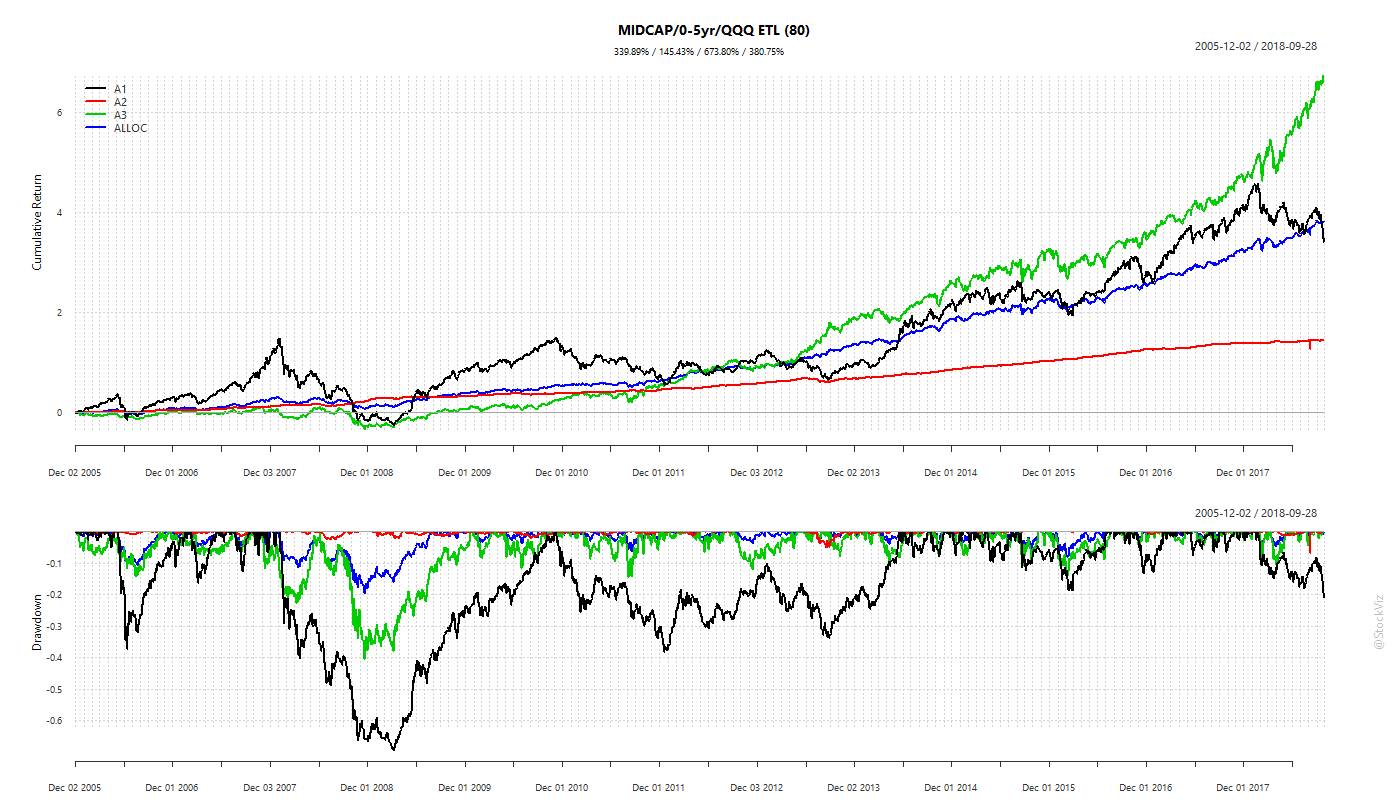 MIDCAP/0-5yr/QQQ ETL (80)
339.89% / 145.43% / 673.80% / 380.75%
2005-12-02 / 2018-09-28
A1
A2
A3
ALLOC
Cumulative Return
6
4
2
0
Dec 02 2005 Dec 01 2006 Dec 03 2007 Dec 01 2008 Dec 01 2009 Dec 01 2010 Dec 01 2011 Dec 03 2012 Dec 02 2013 Dec 01 2014 Dec 01 2015 Dec 01 2016 Dec 01 2017
2005-12-02 / 2018-09-28
Drawdown
-0.1
-0.2
-0.3
-0.4
-0.5
-0.6
Dec 02 2005 Dec 01 2006 Dec 03 2007 Dec 01 2008 Dec 01 2009 Dec 01 2010 Dec 01 2011 Dec 03 2012 Dec 02 2013 Dec 01 2014 Dec 01 2015 Dec 01 2016 Dec 01 2017
@StockViz